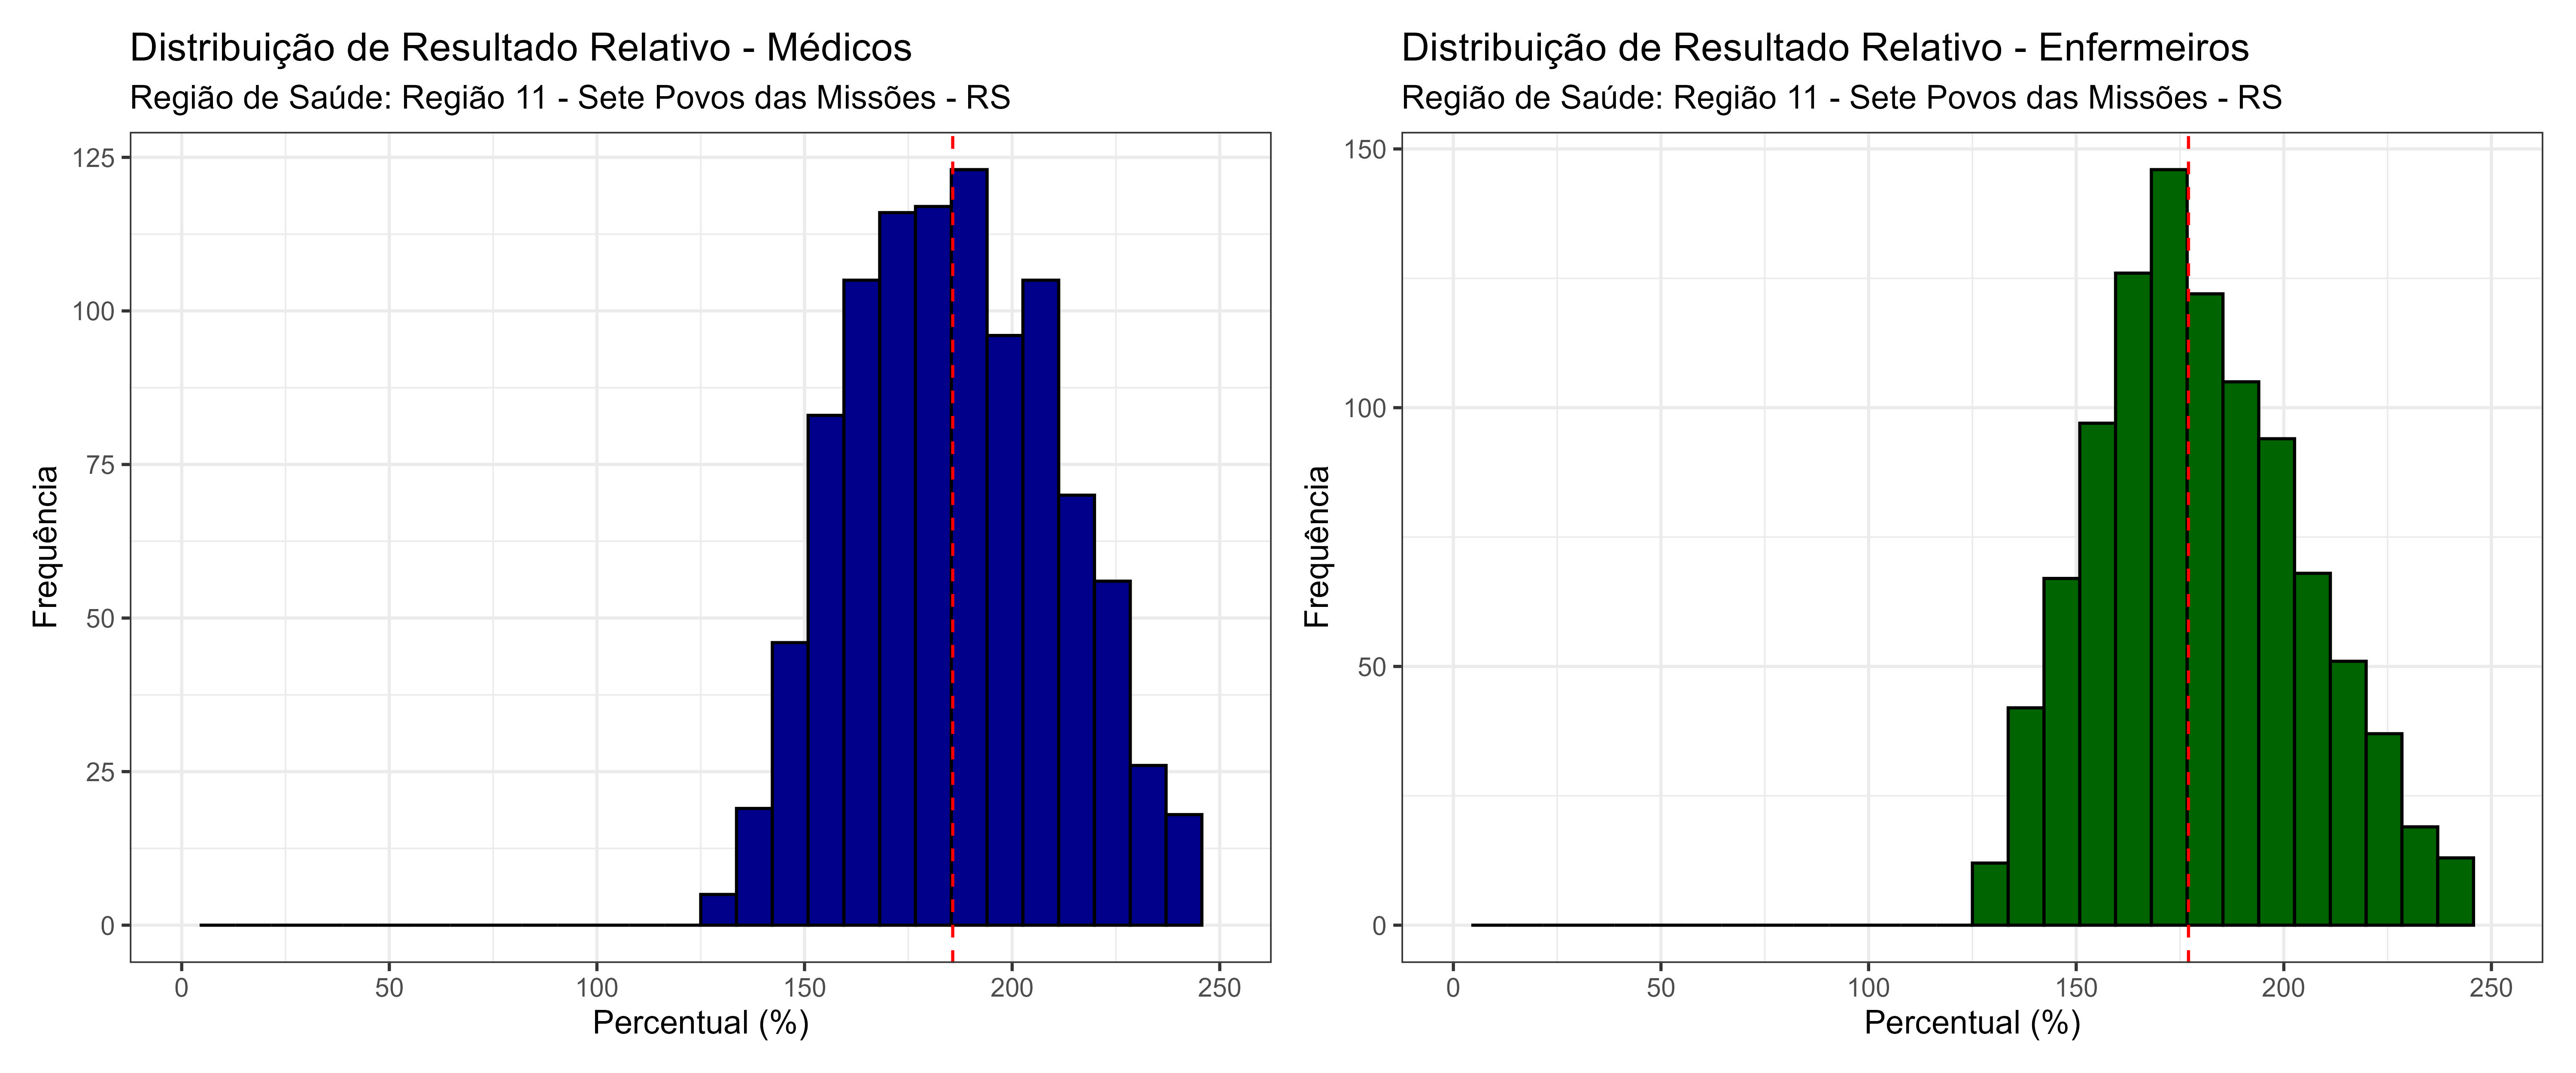 Distribuição de Resultado Relativo - Médicos
Região de Saúde: Região 11 - Sete Povos das Missões - RS
125
100
75
50
25
0
Frequência
0 50 100 150 200 250
Percentual (%)
Distribuição de Resultado Relativo - Enfermeiros
Região de Saúde: Região 11 - Sete Povos das Missões - RS
150
100
50
0
Frequência
0 50 100 150 200 250
Percentual (%)